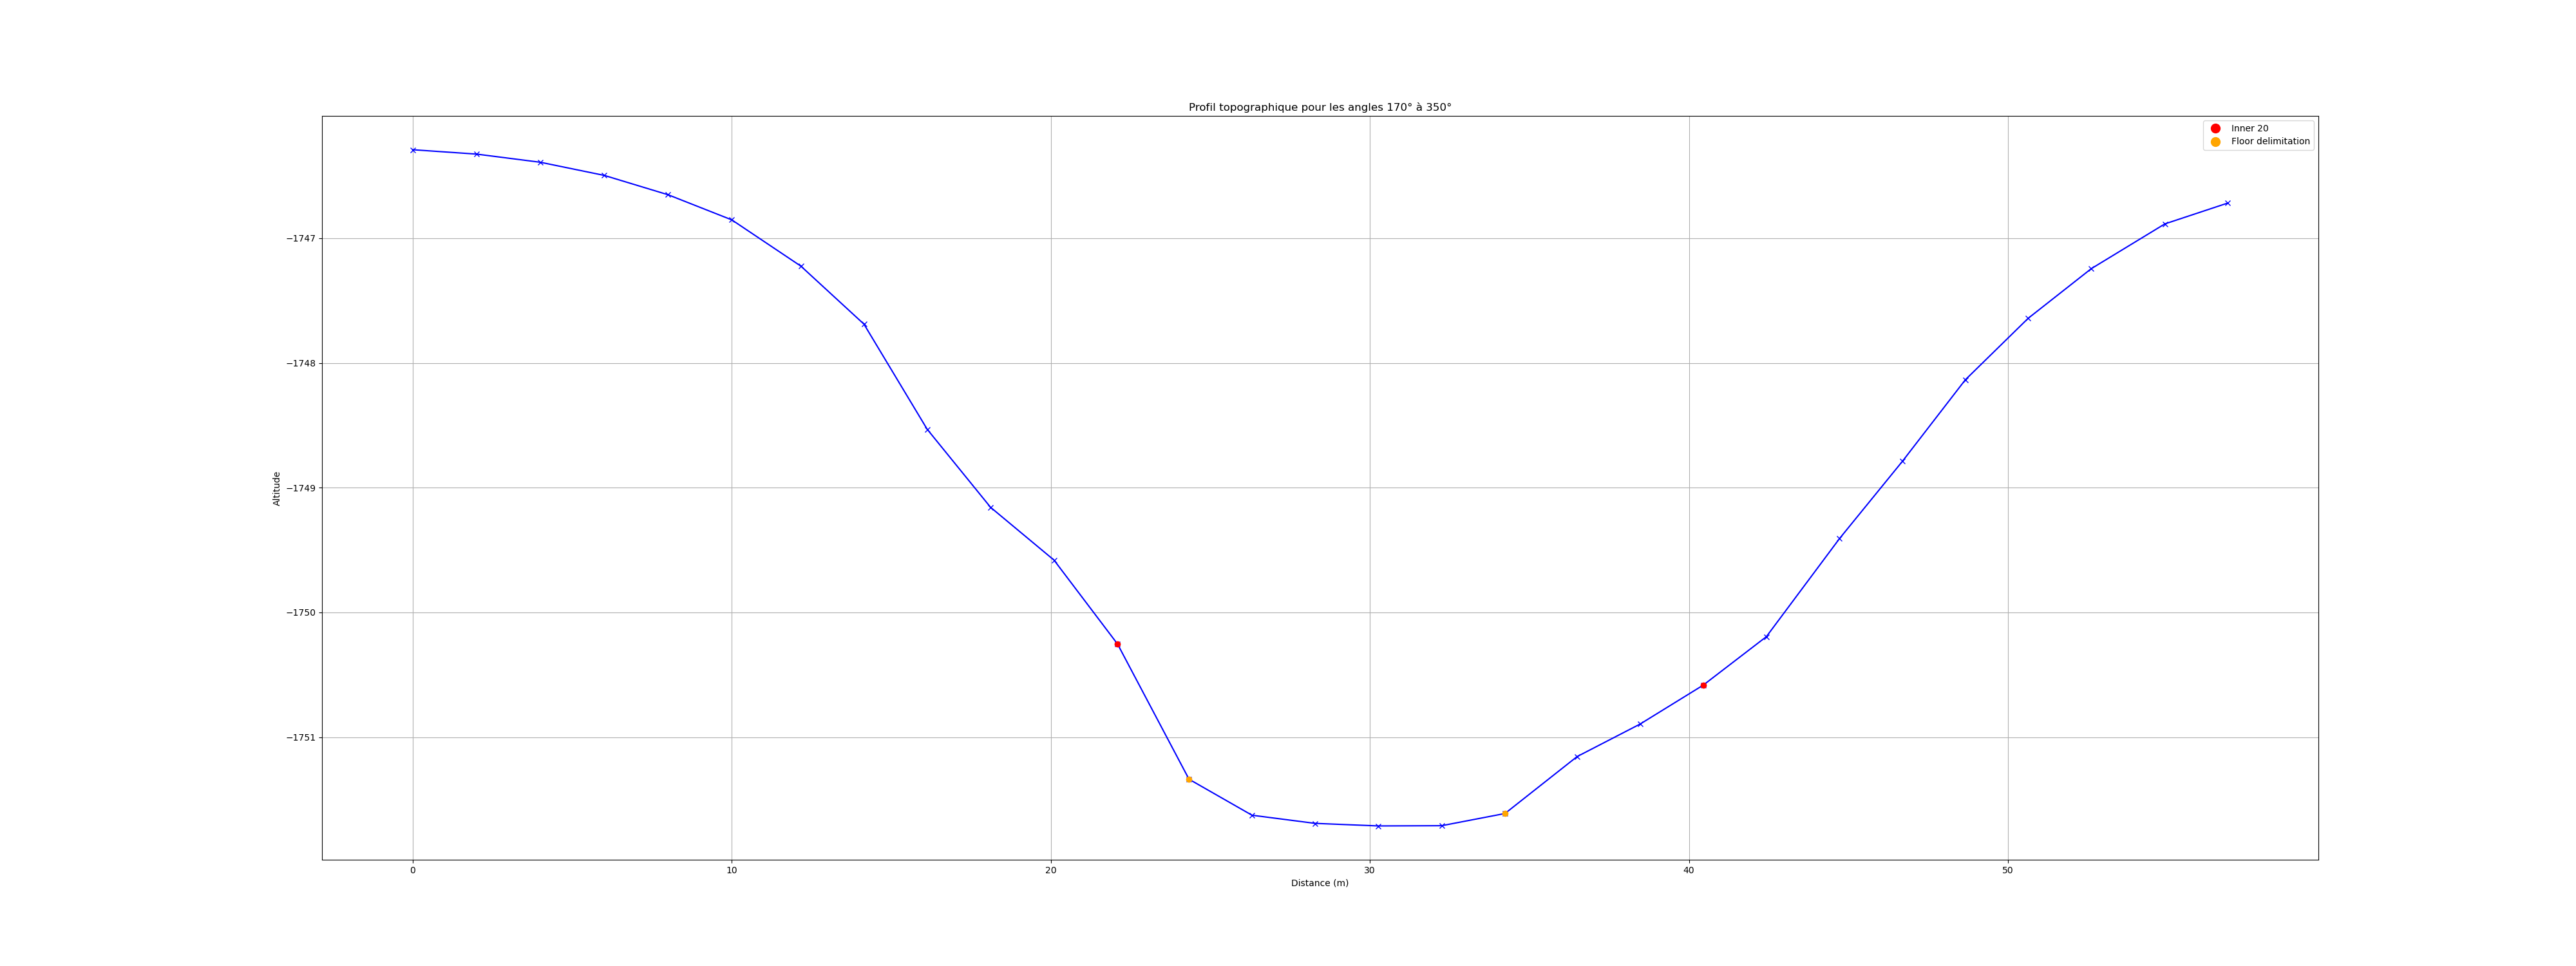 Profil topographique pour les angles 170° à 350°
Inner 20
Floor delimitation
Altitude
−1747
−1748
−1749
−1750
−1751
0 10 20 30 40 50
Distance (m)